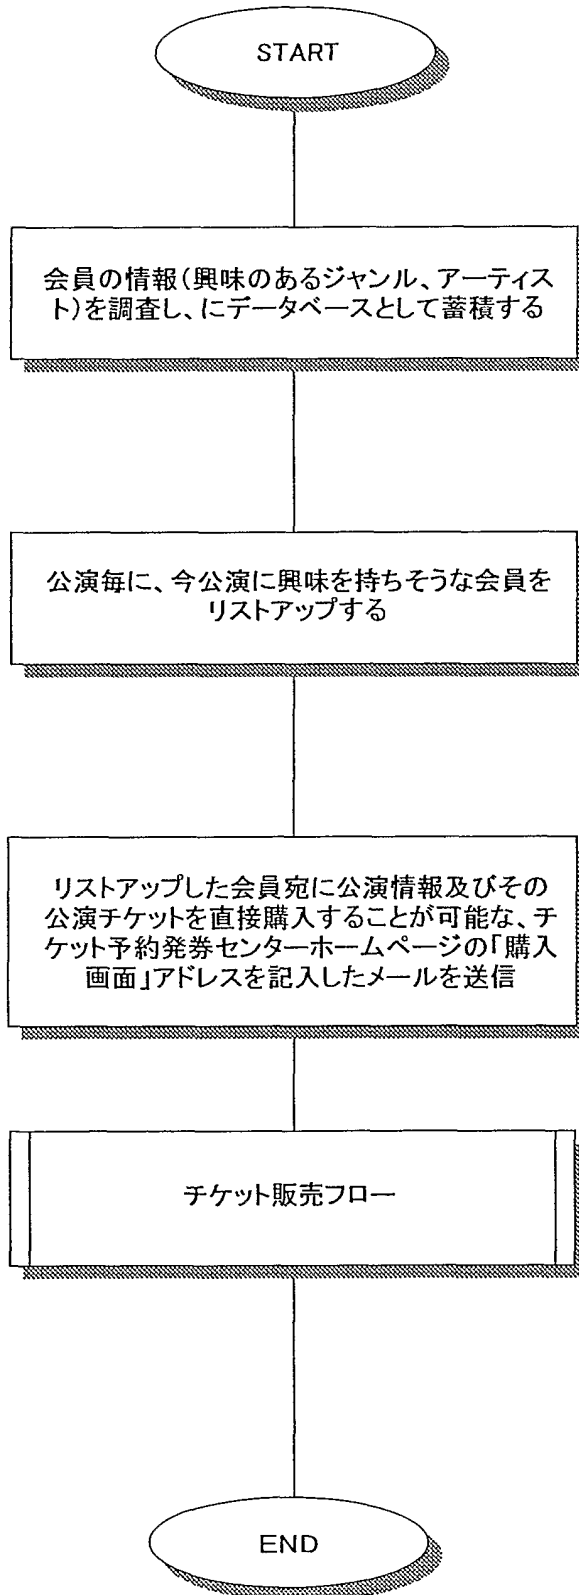 START
会員の情報(興味のあるジャンル、アーティス
ト)を調査し、にデータベースとして蓄積する
公演毎に、今公演に興味を持ちそうな会員を
リストアップする
リストアップした会員宛に公演情報及びその
公演チケットを直接購入することが可能な、チ
ケット予約発券センターホームページの「購入
画面」アドレスを記入したメールを送信
チケット販売フロー
END